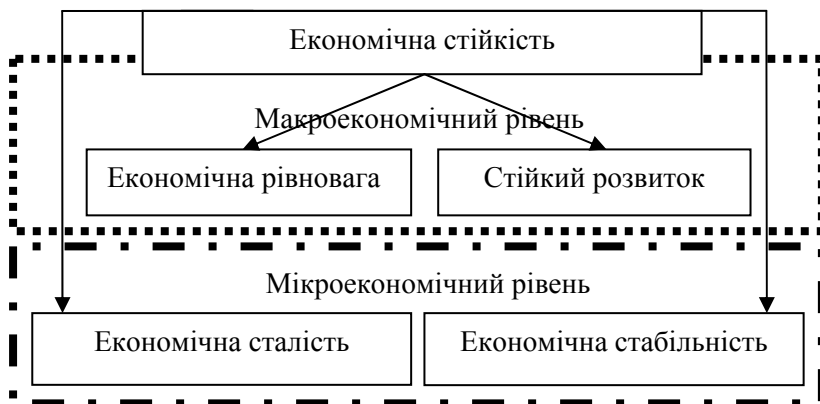 Економічна стійкість
Макроекономічний рівень
Економічна рівновага
Стійкий розвиток
Мікроекономічний рівень
Економічна сталість
Економічна стабільність